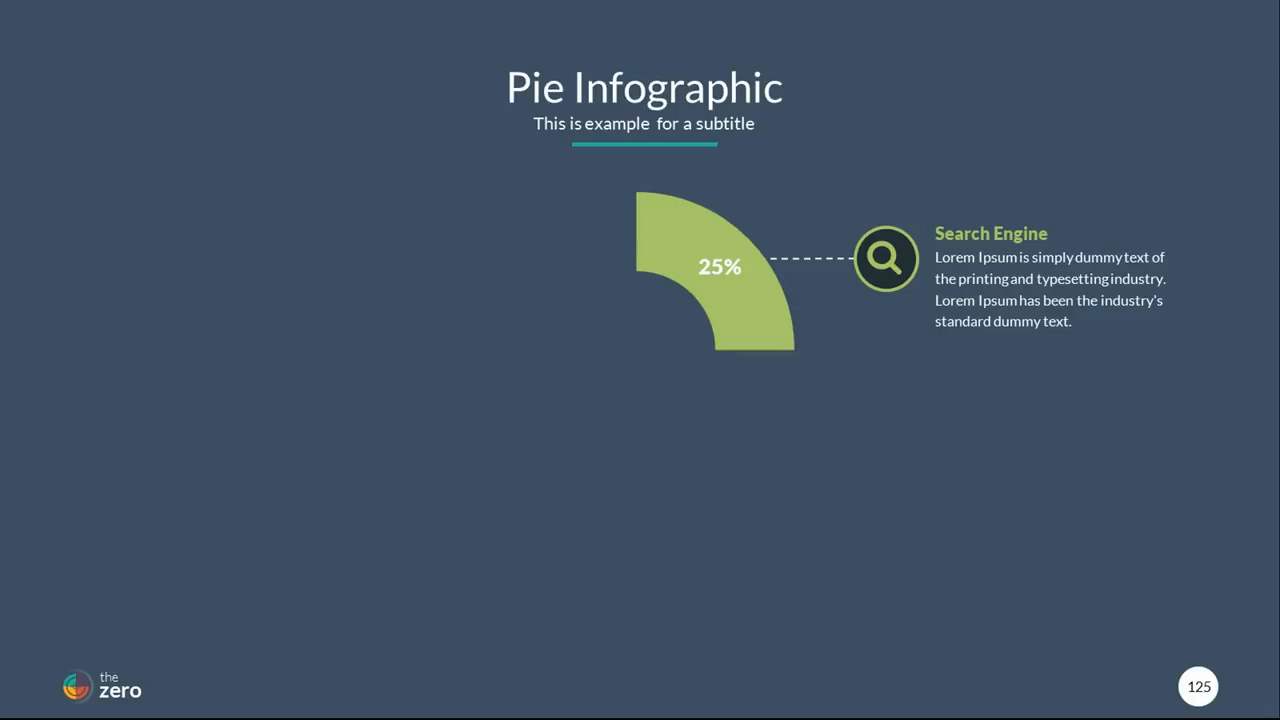 Pie Infographic
This is example for a subtitle
25%
Search Engine
Lorem Ipsum is simply dummy text of
the printing and typesetting industry.
Lorem Ipsum has been the industry's
standard dummy text.
the
zero
125